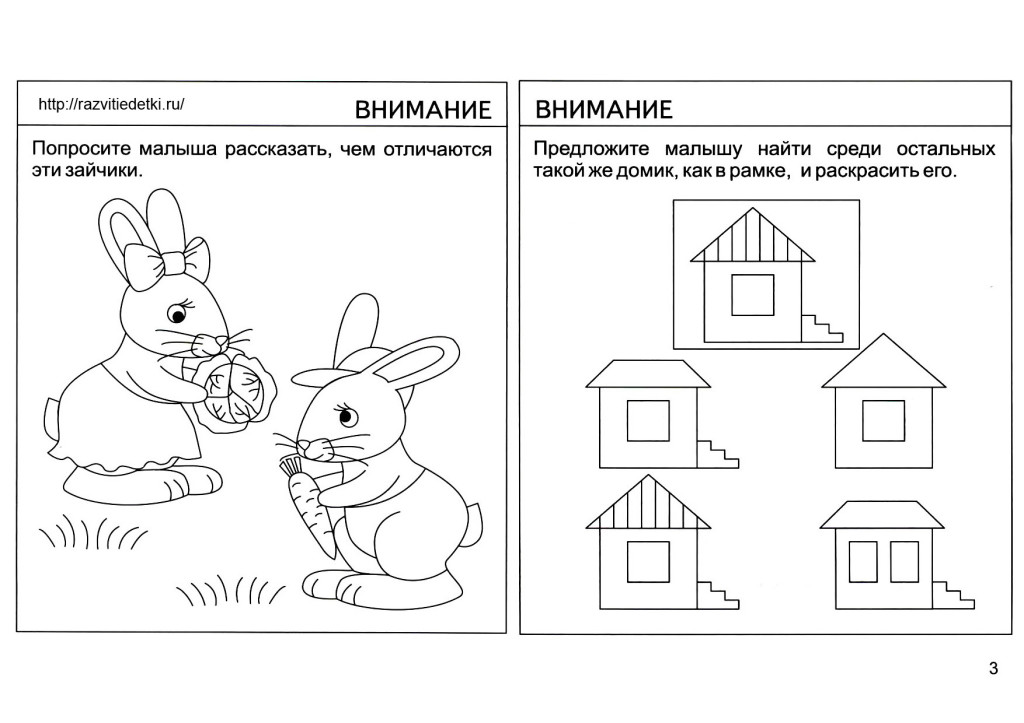 http://razvitiedetki.ru/
ВНИМАНИЕ
Попросите малыша рассказать, чем отличаются
эти зайчики.
ВНИМАНИЕ
Предложите малышу найти среди остальных
такой же домик, как в рамке, и раскрасить его.
3